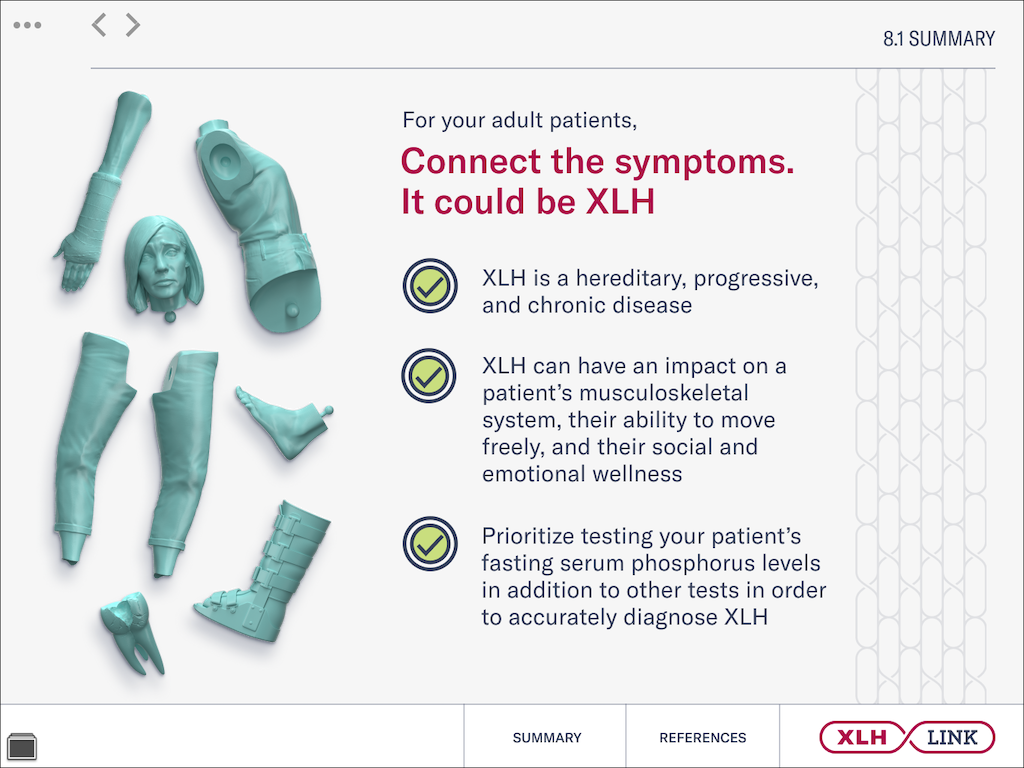 8.1 SUMMARY
For your adult patients,
Connect the symptoms.
It could be XLH
XLH is a hereditary, progressive,
and chronic disease
XLH can have an impact on a
patient’s musculoskeletal
system, their ability to move
freely, and their social and
emotional wellness
Prioritize testing your patient’s
fasting serum phosphorus levels
in addition to other tests in order
to accurately diagnose XLH
SUMMARY
REFERENCES
XLH LINK